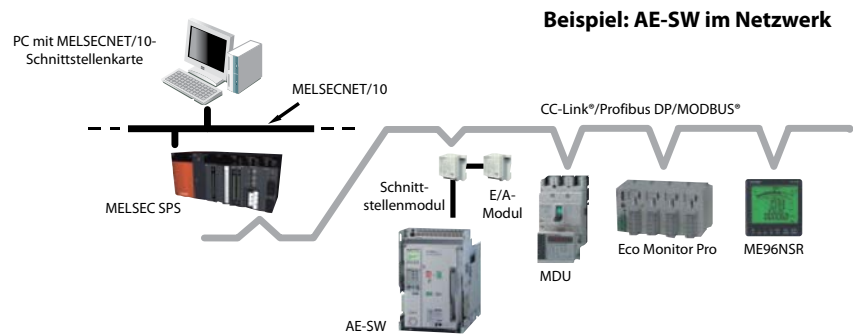 Beispiel: AE-SW im Netzwerk
PC mit MELSECNET/10-
Schnittstellenkarte
MELSECNET/10
CC-Link®/Profibus DP/MODBUS®
MELSEC SPS
Schnitt-
stellenmodul
E/A-
Modul
AE-SW
MDU
Eco Monitor Pro
ME96NSR